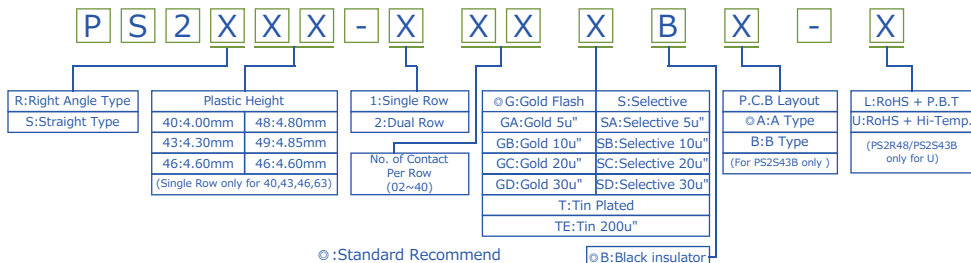 P S 2 X X X - X X X X B X - X
R:Right Angle Type
S:Straight Type
Plastic Height
40:4.00mm 48:4.80mm
43:4.30mm 49:4.85mm
46:4.60mm 46:4.60mm
(Single Row only for 40,43,46,63)
1:Single Row
2:Dual Row
No. of Contact
Per Row
(02~40)
◎G:Gold Flash S:Selective
GA:Gold 5u" SA:Selective 5u"
GB:Gold 10u" SB:Selective 10u"
GC:Gold 20u" SC:Selective 20u"
GD:Gold 30u" SD:Selective 30u"
T:Tin Plated
TE:Tin 200u"
P.C.B Layout
◎A:A Type
B:B Type
(For PS2S43B only )
L:RoHS + P.B.T
U:RoHS + Hi-Temp.
(PS2R48/PS2S43B
only for U)
◎:Standard Recommend
◎B:Black insulator